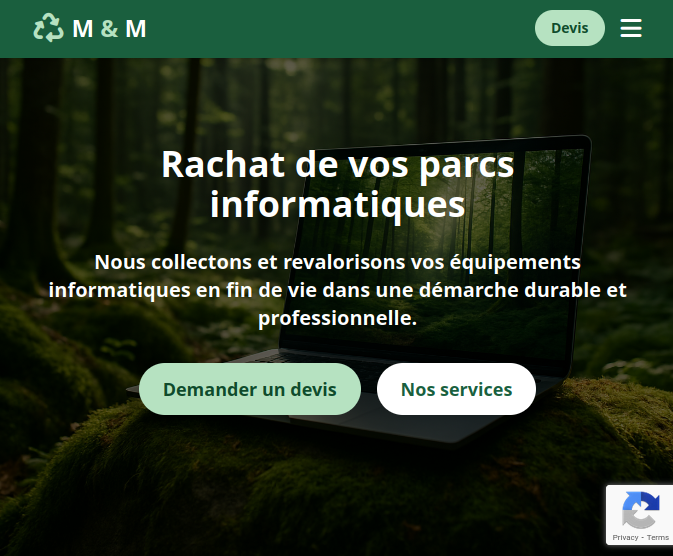 M & M
Devis
Rachat de vos parcs
informatiques
Nous collectons et revalorisons vos équipements
informatiques en fin de vie dans une démarche durable et
professionnelle.
Demander un devis
Nos services
Privacy - Terms